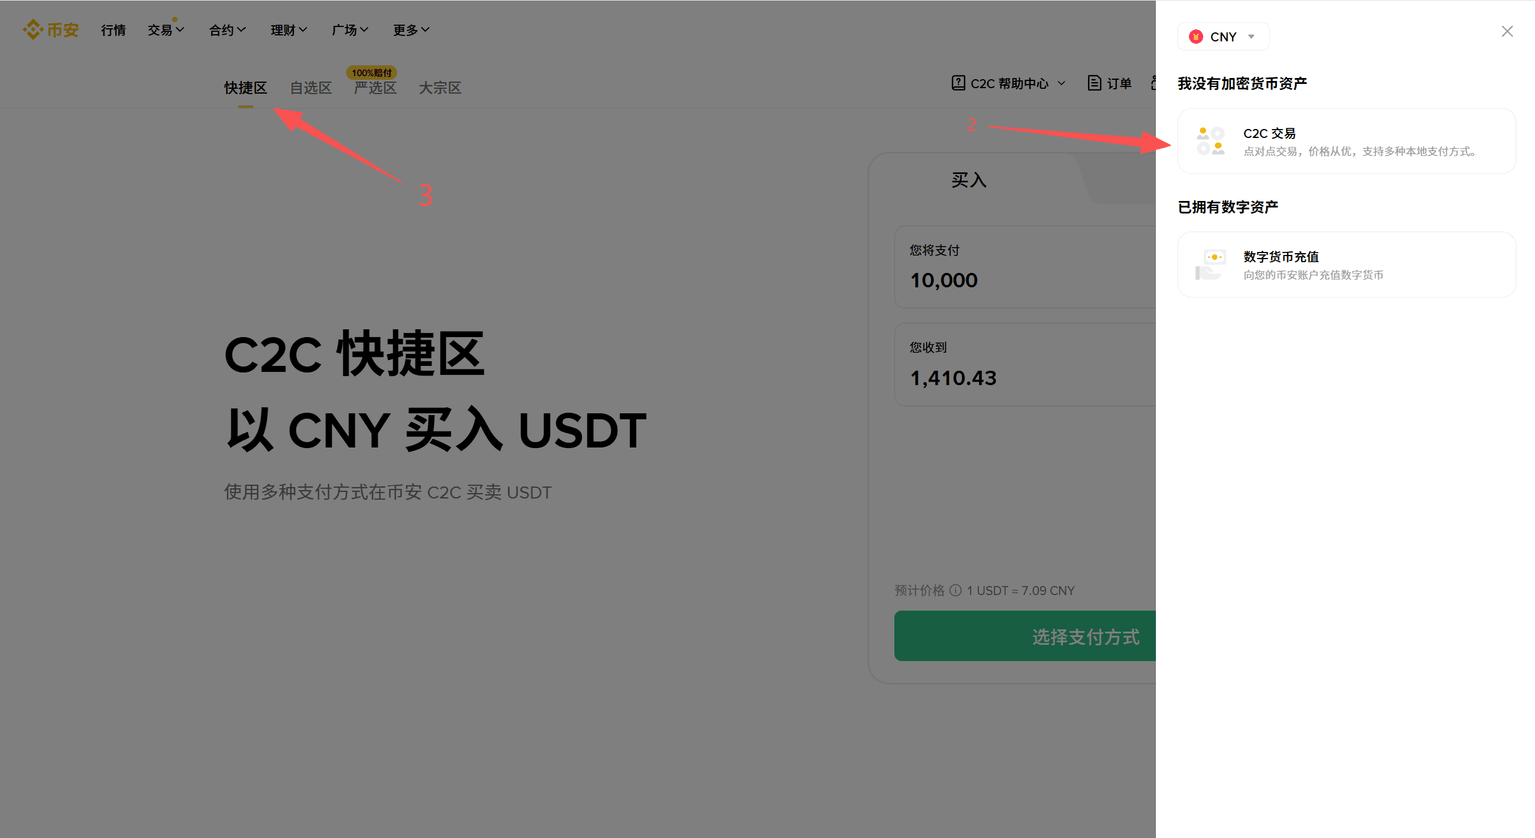 币安 行情 交易 合约 理财 广场 更多
100%赔付
快捷区 自选区 严选区 大宗区
C2C 帮助中心 订单
3
2
C2C 快捷区
以 CNY 买入 USDT
使用多种支付方式在币安 C2C 买卖 USDT
买入
您将支付
10,000
您收到
1,410.43
预计价格 1 USDT = 7.09 CNY
选择支付方式
CNY
我没有加密货币资产
C2C 交易
点对点交易，价格从优，支持多种本地支付方式。
已拥有数字资产
数字货币充值
向您的币安账户充值数字货币